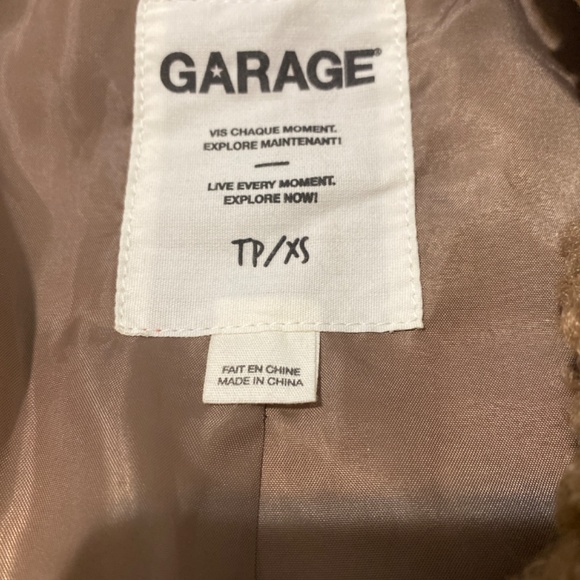 GARAGE®
VIS CHAQUE MOMENT.
EXPLORE MAINTENANT!
LIVE EVERY MOMENT.
EXPLORE NOW!
TP/XS
FAIT EN CHINE
MADE IN CHINA